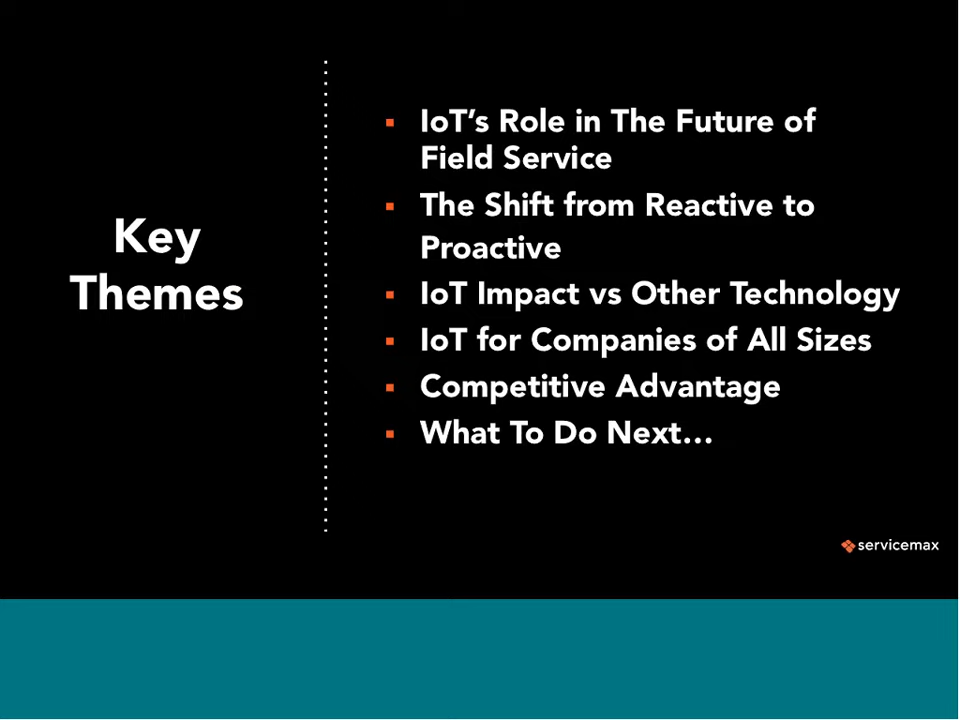 Key
Themes
IoT’s Role in The Future of
Field Service
The Shift from Reactive to
Proactive
IoT Impact vs Other Technology
IoT for Companies of All Sizes
Competitive Advantage
What To Do Next…
servicemax